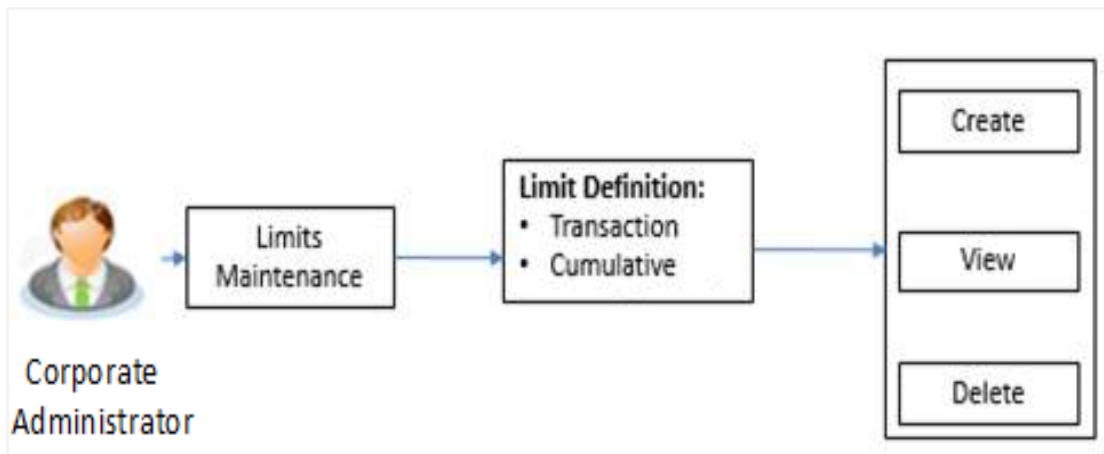 Corporate
Administrator
Limits
Maintenance
Limit Definition:
• Transaction
• Cumulative
Create
View
Delete